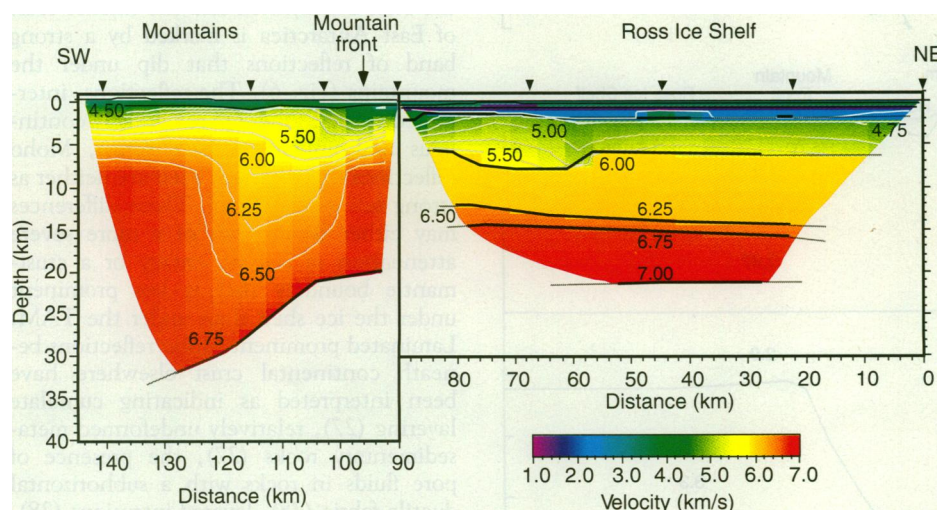 Mountains
Mountain
front
Ross Ice Shelf
SW
NE
0
5
10
15
20
25
30
35
40
Depth (km)
4.50
5.50
6.00
6.25
6.50
6.75
5.00
4.75
5.50
6.00
6.50
6.25
6.75
7.00
140 130 120 110 100 90
Distance (km)
80 70 60 50 40 30 20 10 0
Distance (km)
1.0 2.0 3.0 4.0 5.0 6.0 7.0
Velocity (km/s)